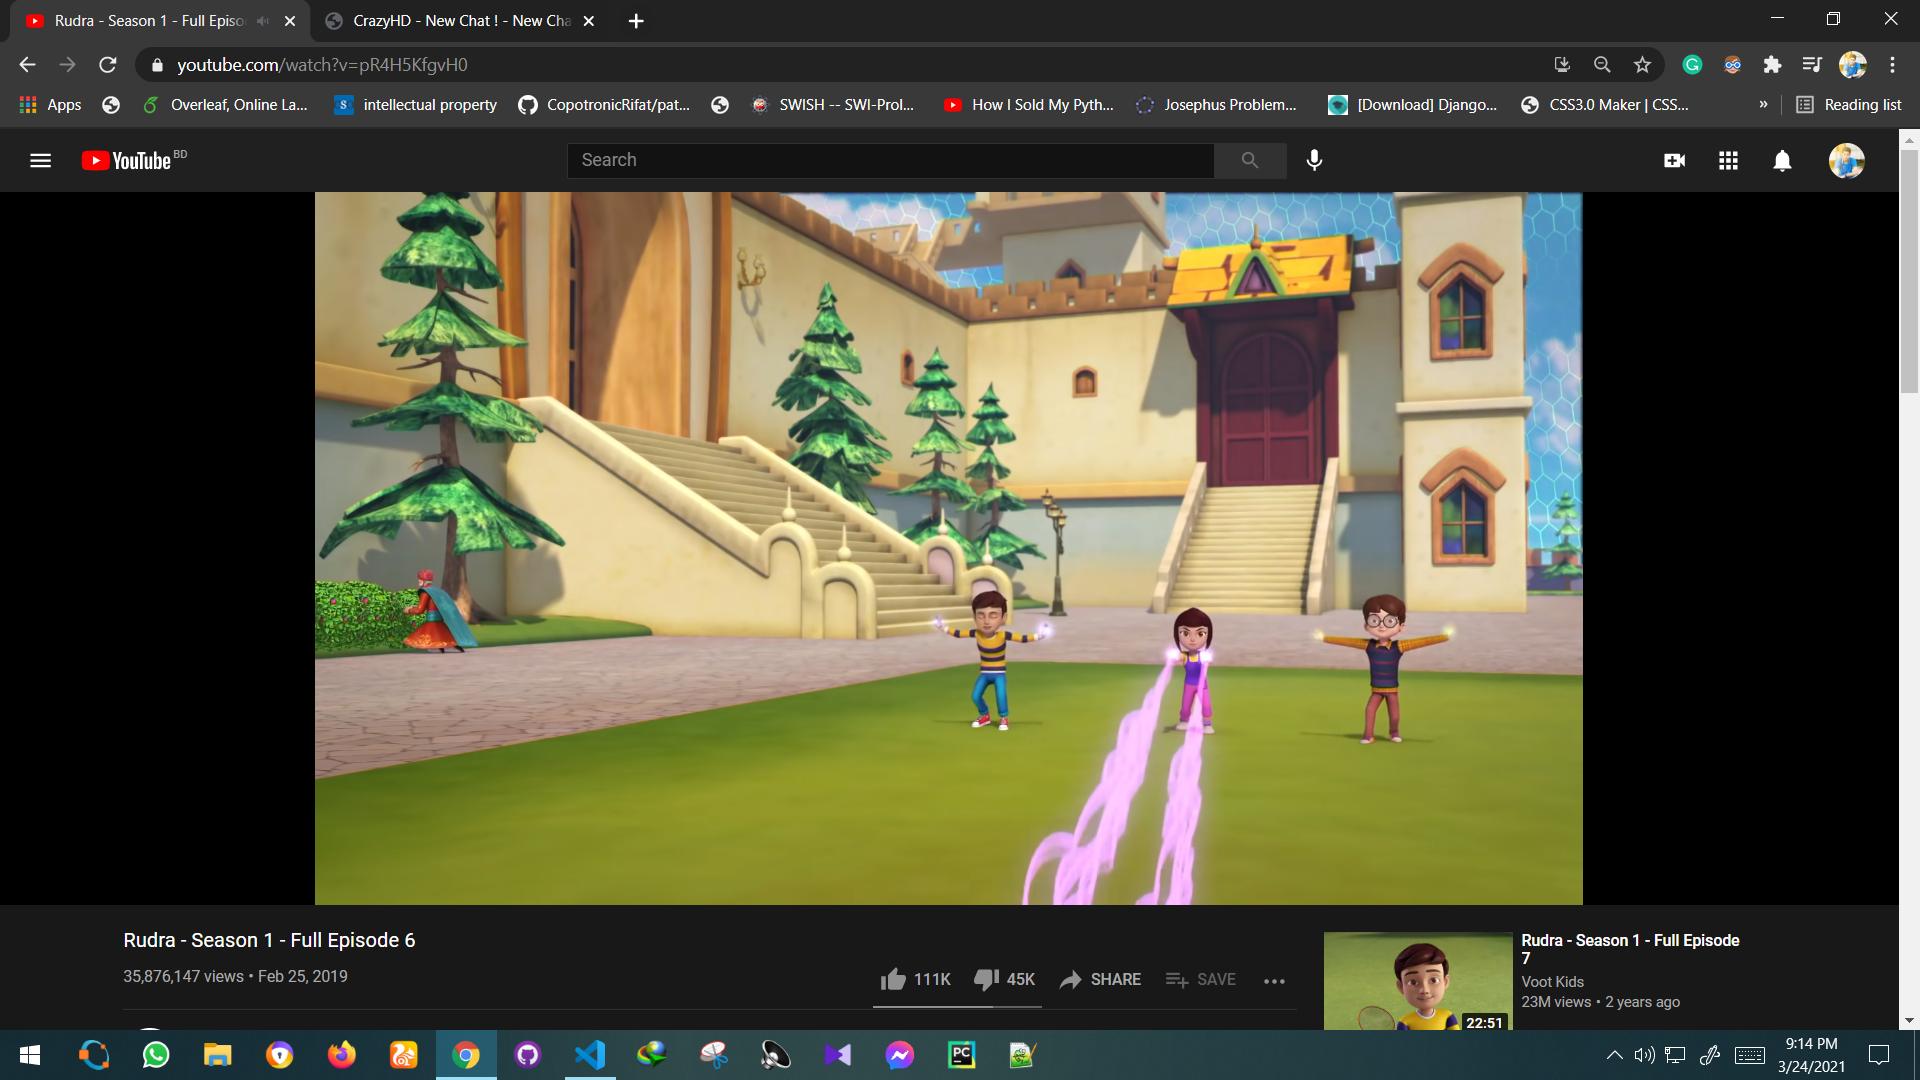 Rudra - Season 1 - Full Episo
CrazyHD - New Chat ! - New Cha
youtube.com/watch?v=pR4H5KfgvH0
Apps
Overleaf, Online La...
intellectual property
CopotronicRifat/pat...
SWISH -- SWI-Prol...
How I Sold My Pyth...
Josephus Problem...
[Download] Django...
CSS3.0 Maker | CSS...
»
Reading list
YouTube BD
Search
Rudra - Season 1 - Full Episode 6
35,876,147 views • Feb 25, 2019
111K
45K
SHARE
SAVE
Rudra - Season 1 - Full Episode
7
Voot Kids
23M views • 2 years ago
22:51
PC
9:14 PM
3/24/2021